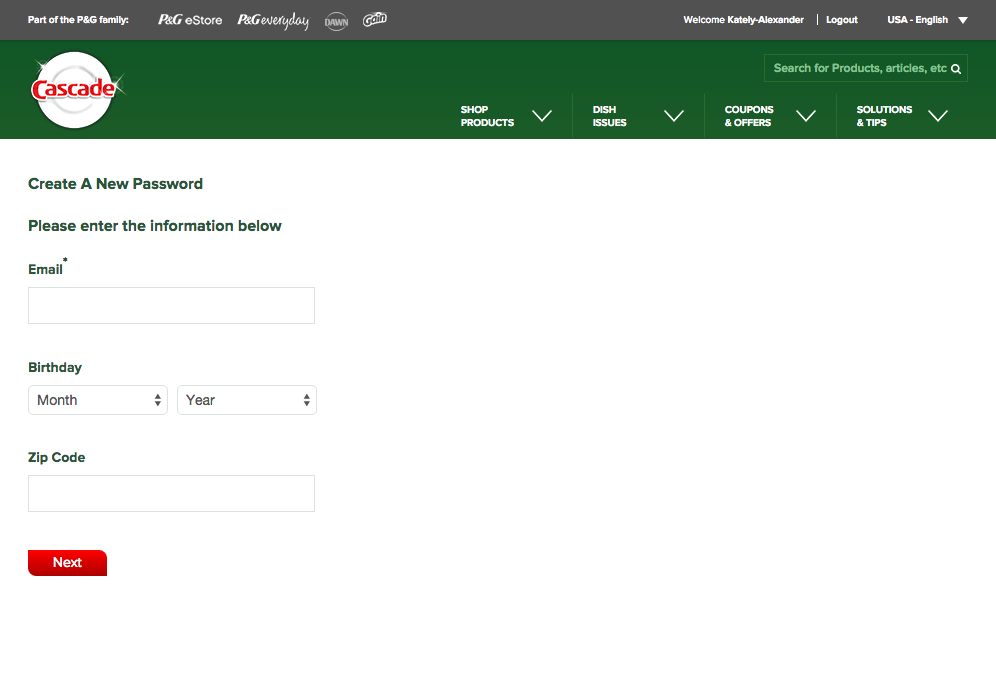 Part of the P&G family: P&G eStore P&G everyday DAWN Gain Welcome Kately-Alexander | Logout USA - English
Cascade
Search for Products, articles, etc
SHOP PRODUCTS
DISH ISSUES
COUPONS & OFFERS
SOLUTIONS & TIPS
Create A New Password
Please enter the information below
Email*
Birthday
Month Year
Zip Code
Next